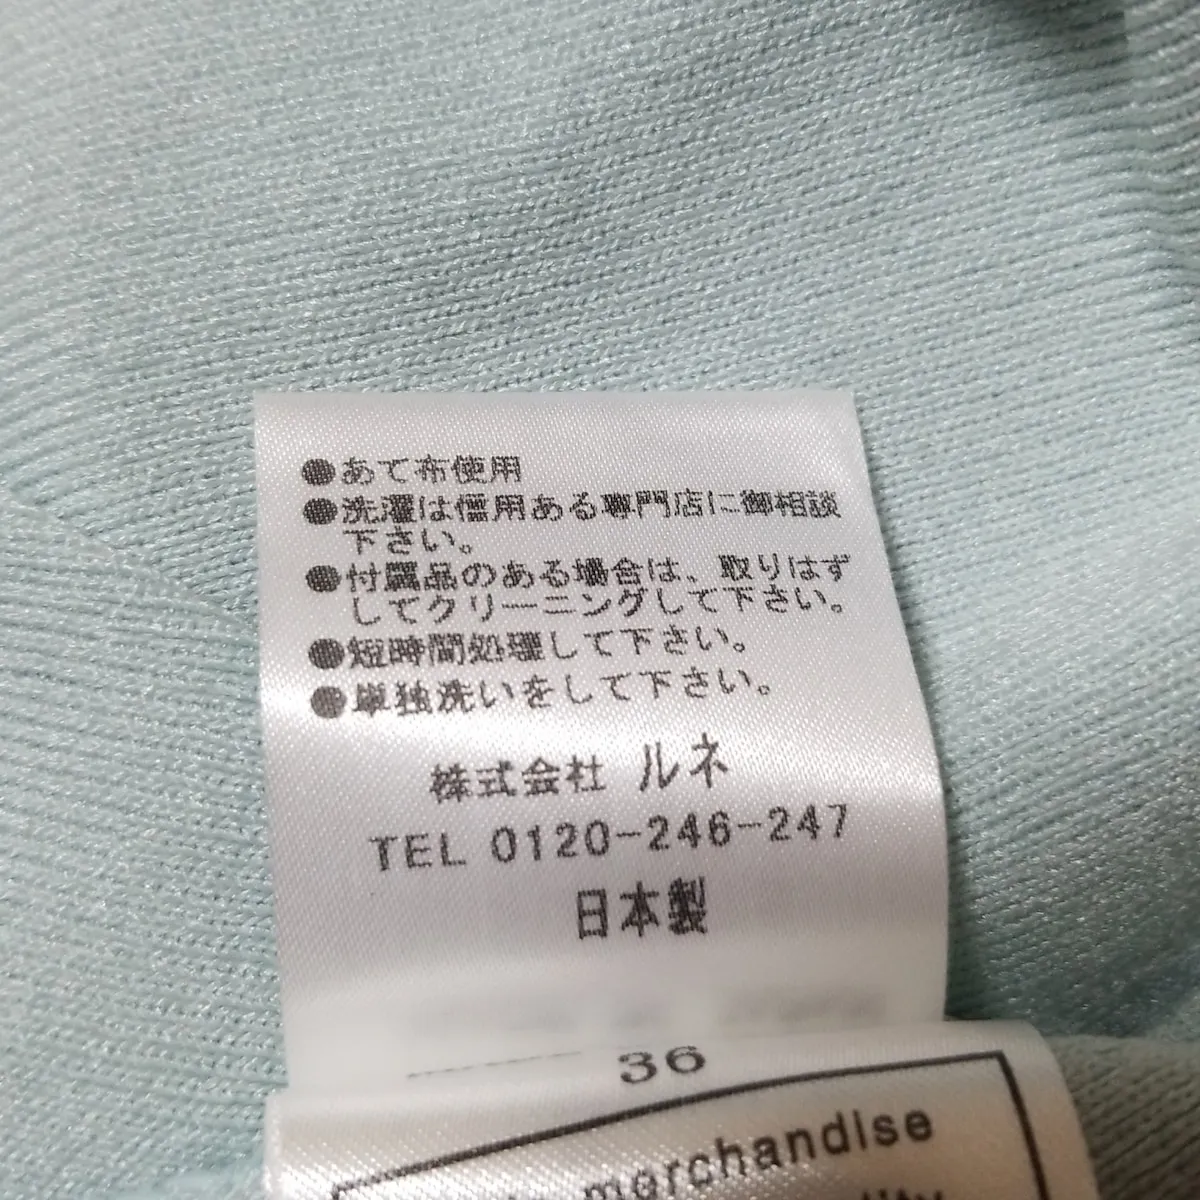 ●あて布使用
●洗濯は信用ある専門店に御相談
下さい。
●付属品のある場合は、取りはず
してクリーニングして下さい。
●短時間処理して下さい。
●単独洗いをして下さい。
株式会社 ルネ
TEL 0120-246-247
日本製
36
merchandise